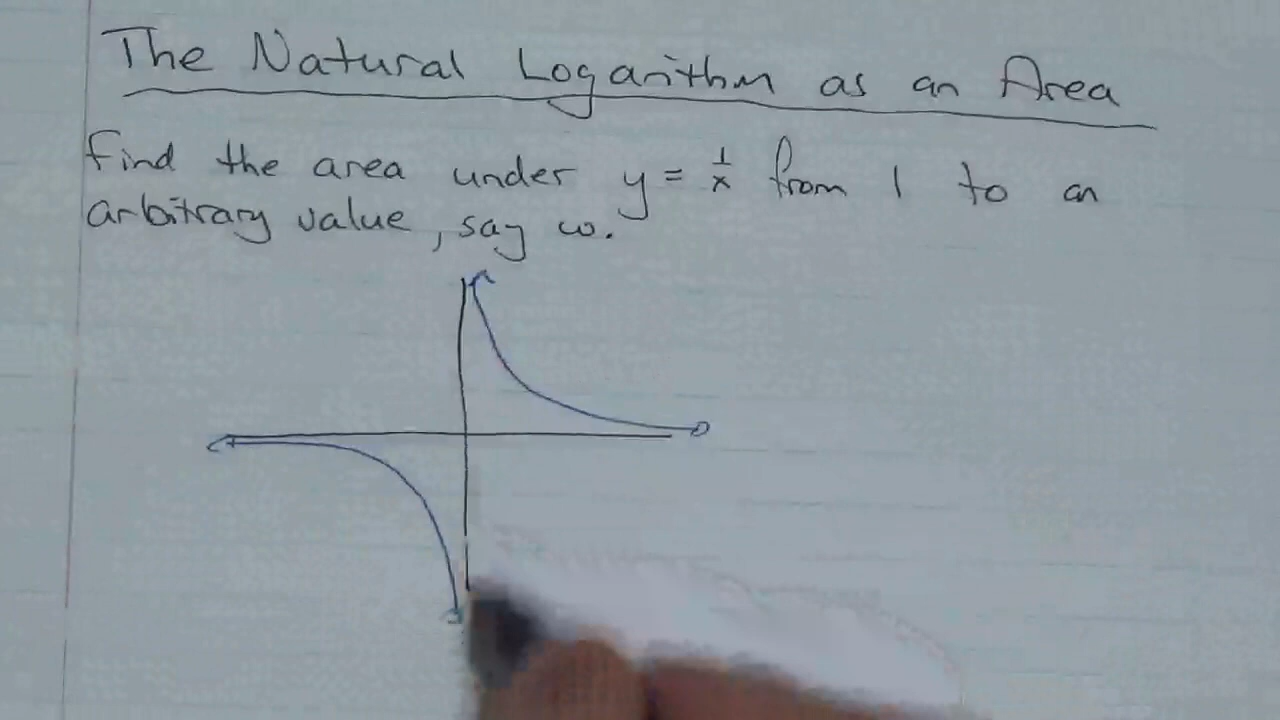 The Natural Logarithm as an Area
Find the area under y = 1/x from 1 to an
arbitrary value, say w.